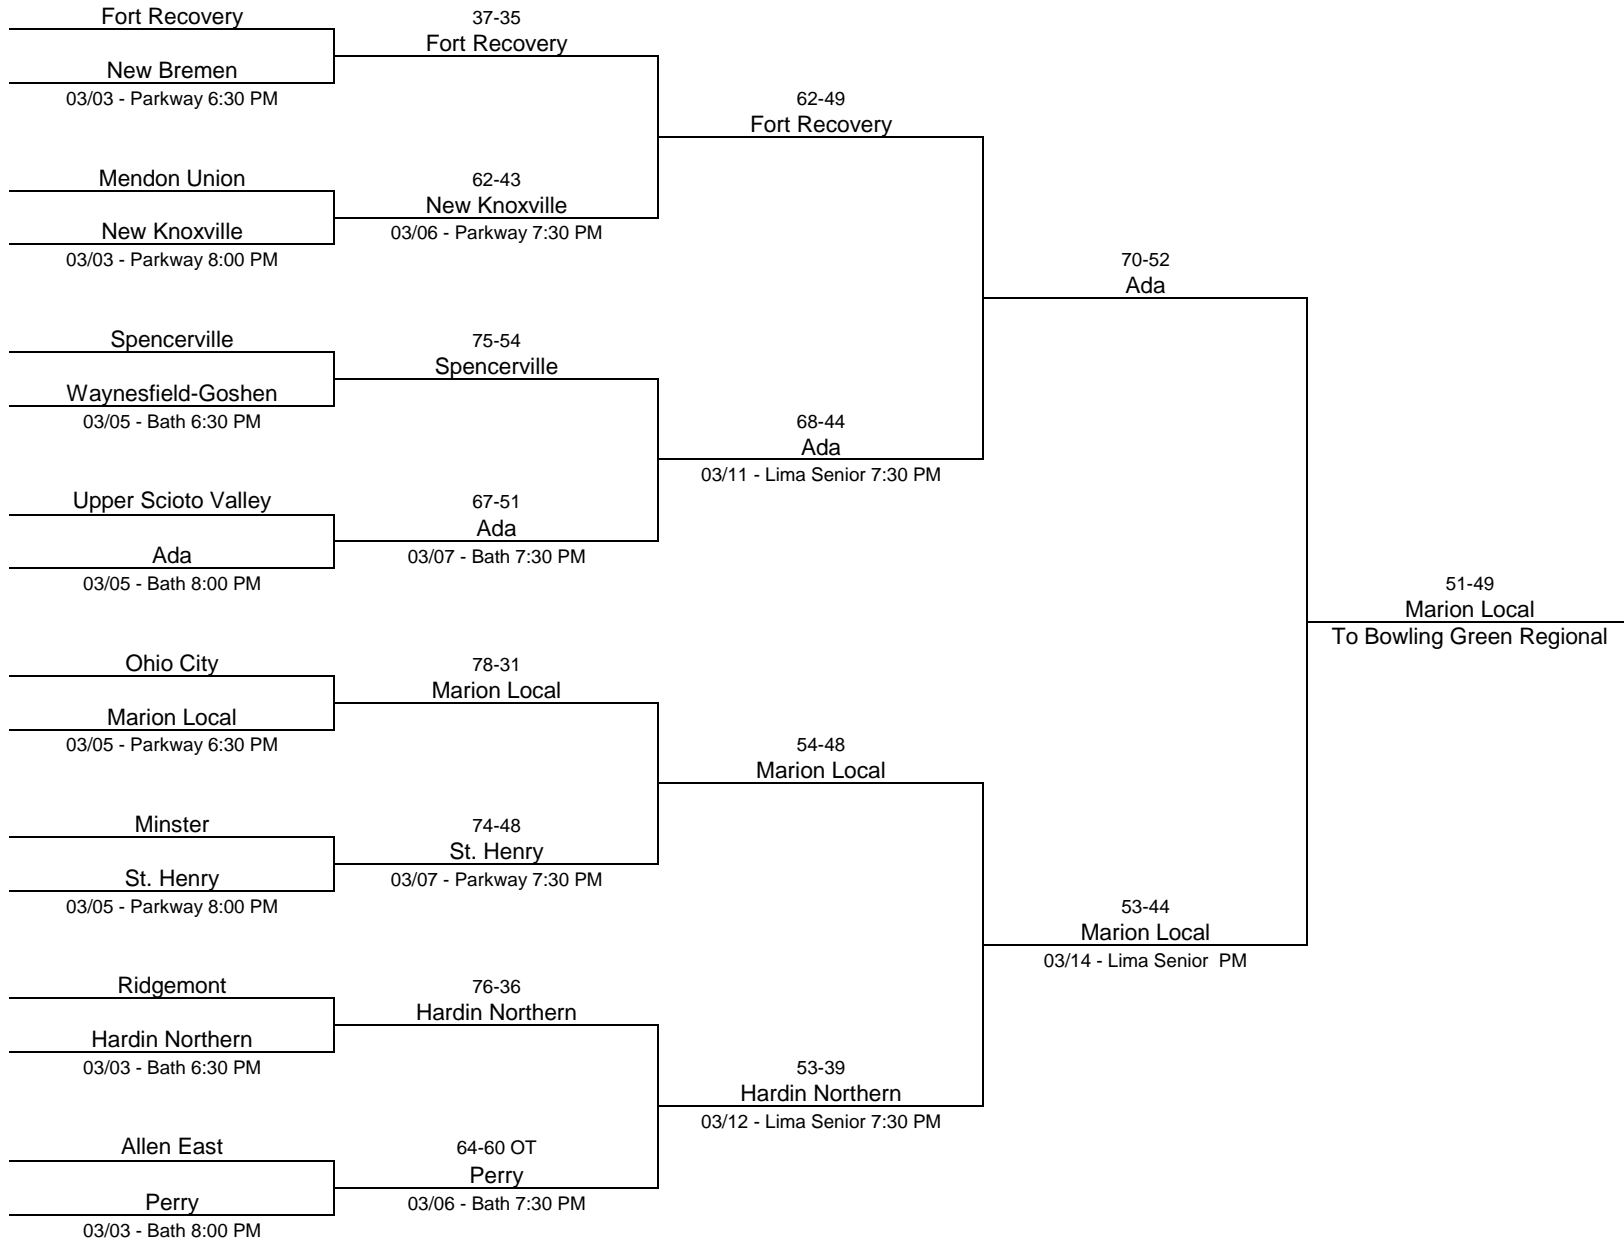 Fort Recovery
New Bremen
03/03 - Parkway 6:30 PM
Mendon Union
New Knoxville
03/03 - Parkway 8:00 PM
Spencerville
Waynesfield-Goshen
03/05 - Bath 6:30 PM
Upper Scioto Valley
Ada
03/05 - Bath 8:00 PM
Ohio City
Marion Local
03/05 - Parkway 6:30 PM
Minster
St. Henry
03/05 - Parkway 8:00 PM
Ridgemont
Hardin Northern
03/03 - Bath 6:30 PM
Allen East
Perry
03/03 - Bath 8:00 PM
37-35
Fort Recovery
62-43
New Knoxville
03/06 - Parkway 7:30 PM
75-54
Spencerville
67-51
Ada
03/07 - Bath 7:30 PM
78-31
Marion Local
74-48
St. Henry
03/07 - Parkway 7:30 PM
76-36
Hardin Northern
64-60 OT
Perry
03/06 - Bath 7:30 PM
62-49
Fort Recovery
68-44
Ada
03/11 - Lima Senior 7:30 PM
54-48
Marion Local
53-39
Hardin Northern
03/12 - Lima Senior 7:30 PM
70-52
Ada
53-44
Marion Local
03/14 - Lima Senior  PM
51-49
Marion Local
To Bowling Green Regional